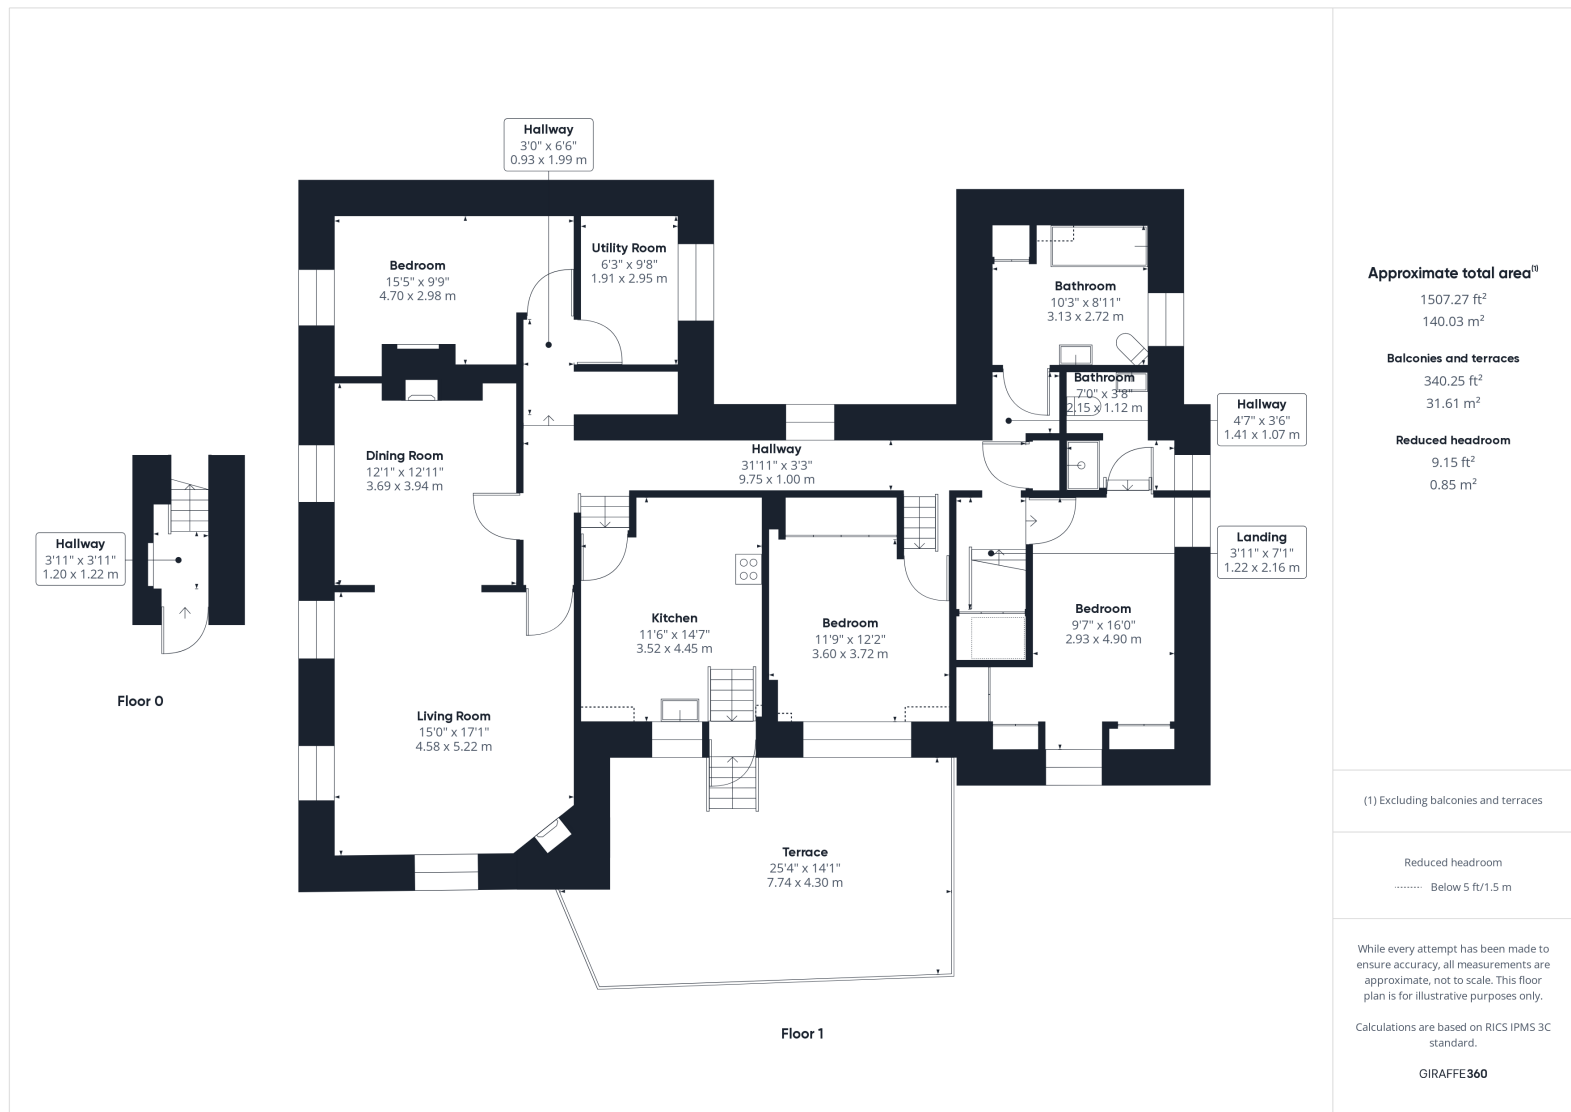 Hallway
3'0" x 6'6"
0.93 x 1.99 m
Bedroom
15'5" x 9'9"
4.70 x 2.98 m
Utility Room
6'3" x 9'8"
1.91 x 2.95 m
Bathroom
10'3" x 8'11"
3.13 x 2.72 m
Bathroom
7'0" x 3'8"
2.15 x 1.12 m
Hallway
4'7" x 3'6"
1.41 x 1.07 m
Dining Room
12'1" x 12'11"
3.69 x 3.94 m
Hallway
31'11" x 3'3"
9.75 x 1.00 m
Hallway
3'11" x 3'11"
1.20 x 1.22 m
Landing
3'11" x 7'1"
1.22 x 2.16 m
Kitchen
11'6" x 14'7"
3.52 x 4.45 m
Bedroom
11'9" x 12'2"
3.60 x 3.72 m
Bedroom
9'7" x 16'0"
2.93 x 4.90 m
Floor 0
Living Room
15'0" x 17'1"
4.58 x 5.22 m
Terrace
25'4" x 14'1"
7.74 x 4.30 m
Floor 1
Approximate total area(1)
1507.27 ft²
140.03 m²
Balconies and terraces
340.25 ft²
31.61 m²
Reduced headroom
9.15 ft²
0.85 m²
(1) Excluding balconies and terraces
Reduced headroom
Below 5 ft/1.5 m
While every attempt has been made to
ensure accuracy, all measurements are
approximate, not to scale. This floor
plan is for illustrative purposes only.
Calculations are based on RICS IPMS 3C
standard.
GIRAFFE360